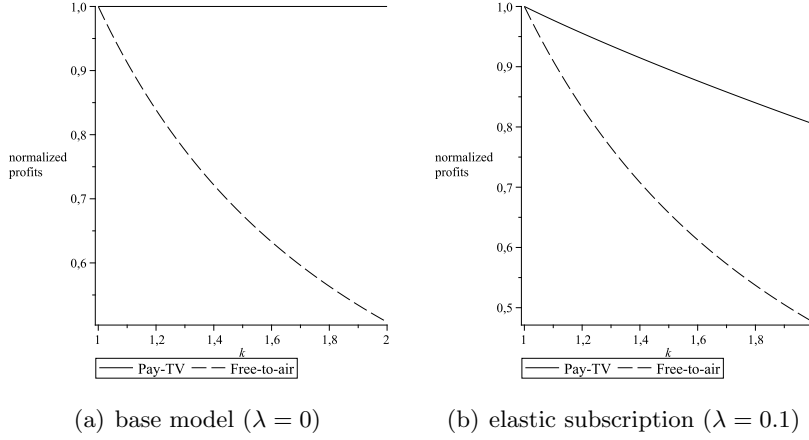 1,0
0,9
0,8
normalized
profits
0,7
0,6
1 1,2 1,4 1,6 1,8 2
k
Pay-TV Free-to-air
(a) base model (λ = 0)
1,0
0,9
0,8
normalized
profits
0,7
0,6
0,5
1 1,2 1,4 1,6 1,8
k
Pay-TV Free-to-air
(b) elastic subscription (λ = 0.1)